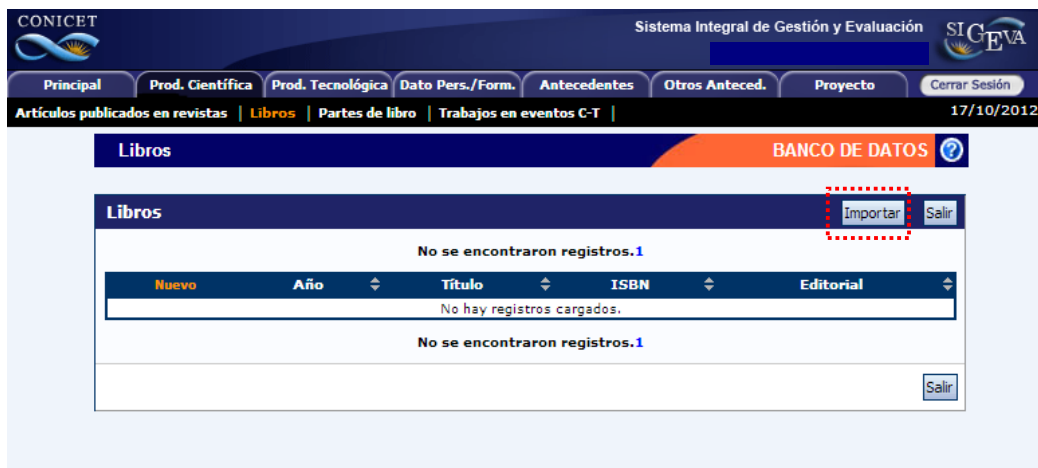 CONICET
Sistema Integral de Gestión y Evaluación
SIGEVA
Principal Prod. Científica Prod. Tecnológica Dato Pers./Form. Antecedentes Otros Anteced. Proyecto Cerrar Sesión
Artículos publicados en revistas | Libros | Partes de libro | Trabajos en eventos C-T | 17/10/2012
Libros BANCO DE DATOS ?
Libros Importar Salir
No se encontraron registros.1
Nuevo Año Título ISBN Editorial
No hay registros cargados.
No se encontraron registros.1
Salir